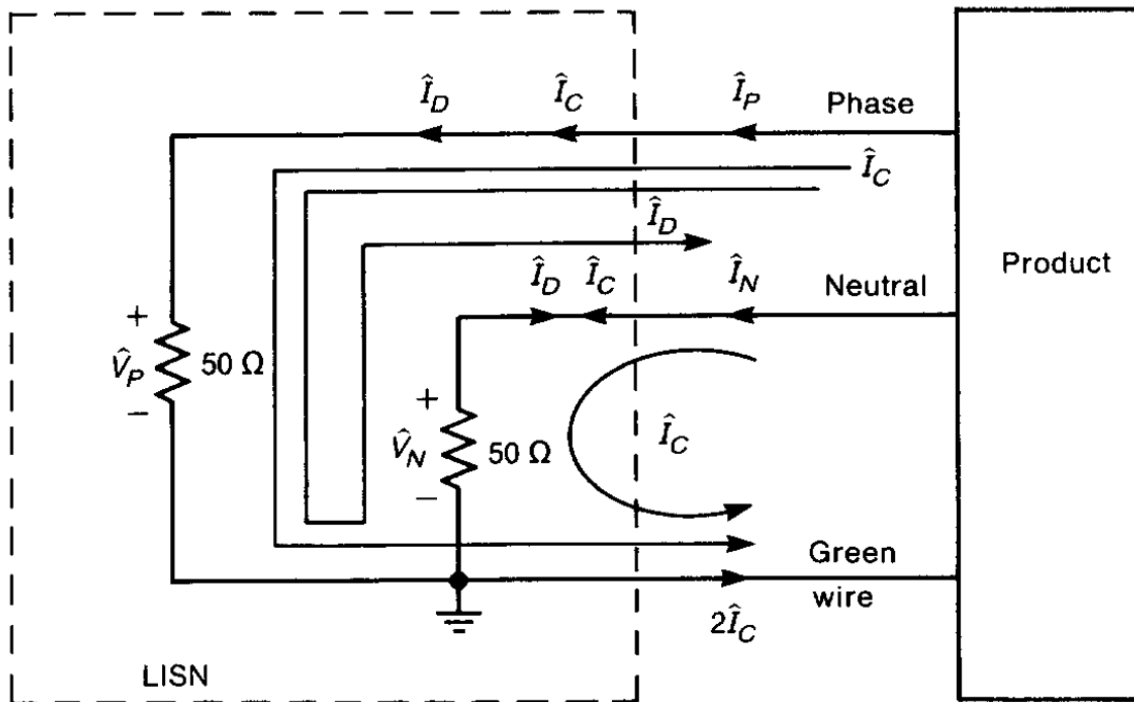 Î_D Î_C Î_P Phase
Î_C
Î_D
Î_D Î_C Î_N Neutral
Product
+
V̂_P 50 Ω
−
+
V̂_N 50 Ω
−
Î_C
Green
wire
2Î_C
LISN